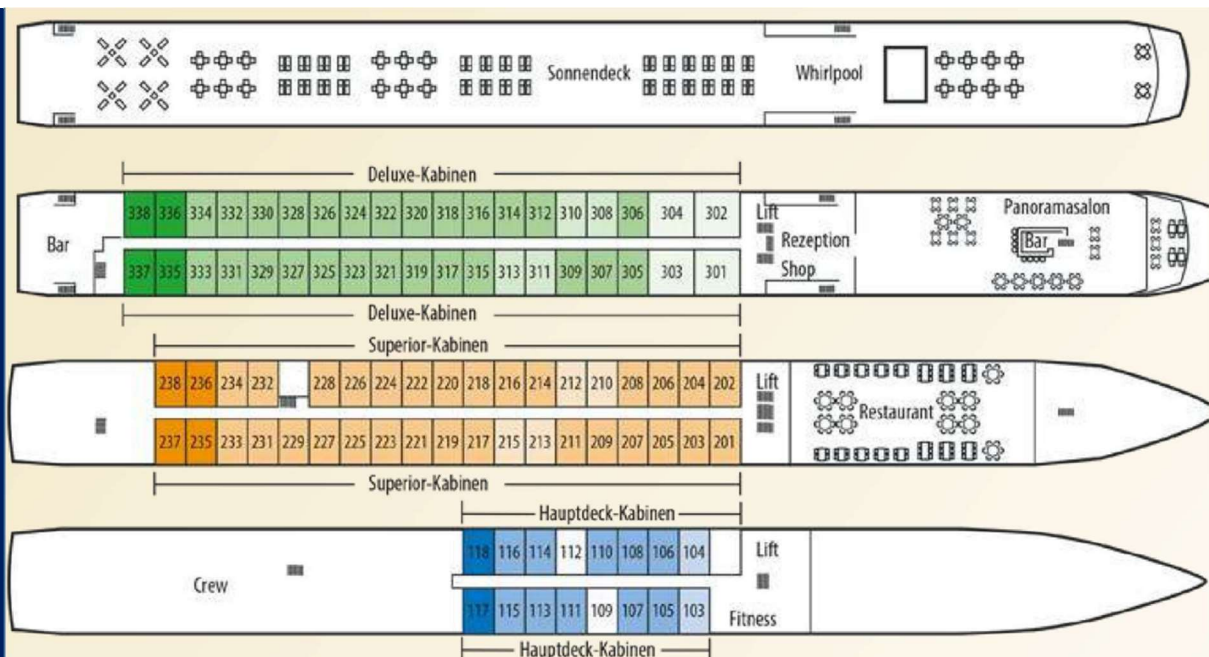 Sonnendeck Whirlpool
Deluxe-Kabinen
338 336 334 332 330 328 326 324 322 320 318 316 314 312 310 308 306 304 302 Lift
Panoramasalon
Bar Rezeption Bar
337 335 333 331 329 327 325 323 321 319 317 315 313 311 309 307 305 303 301 Shop
Deluxe-Kabinen
Superior-Kabinen
238 236 234 232 228 226 224 222 220 218 216 214 212 210 208 206 204 202 Lift
Restaurant
237 235 233 231 229 227 225 223 221 219 217 215 213 211 209 207 205 203 201
Superior-Kabinen
Hauptdeck-Kabinen
118 116 114 112 110 108 106 104 Lift
Crew
117 115 113 111 109 107 105 103 Fitness
Hauptdeck-Kabinen